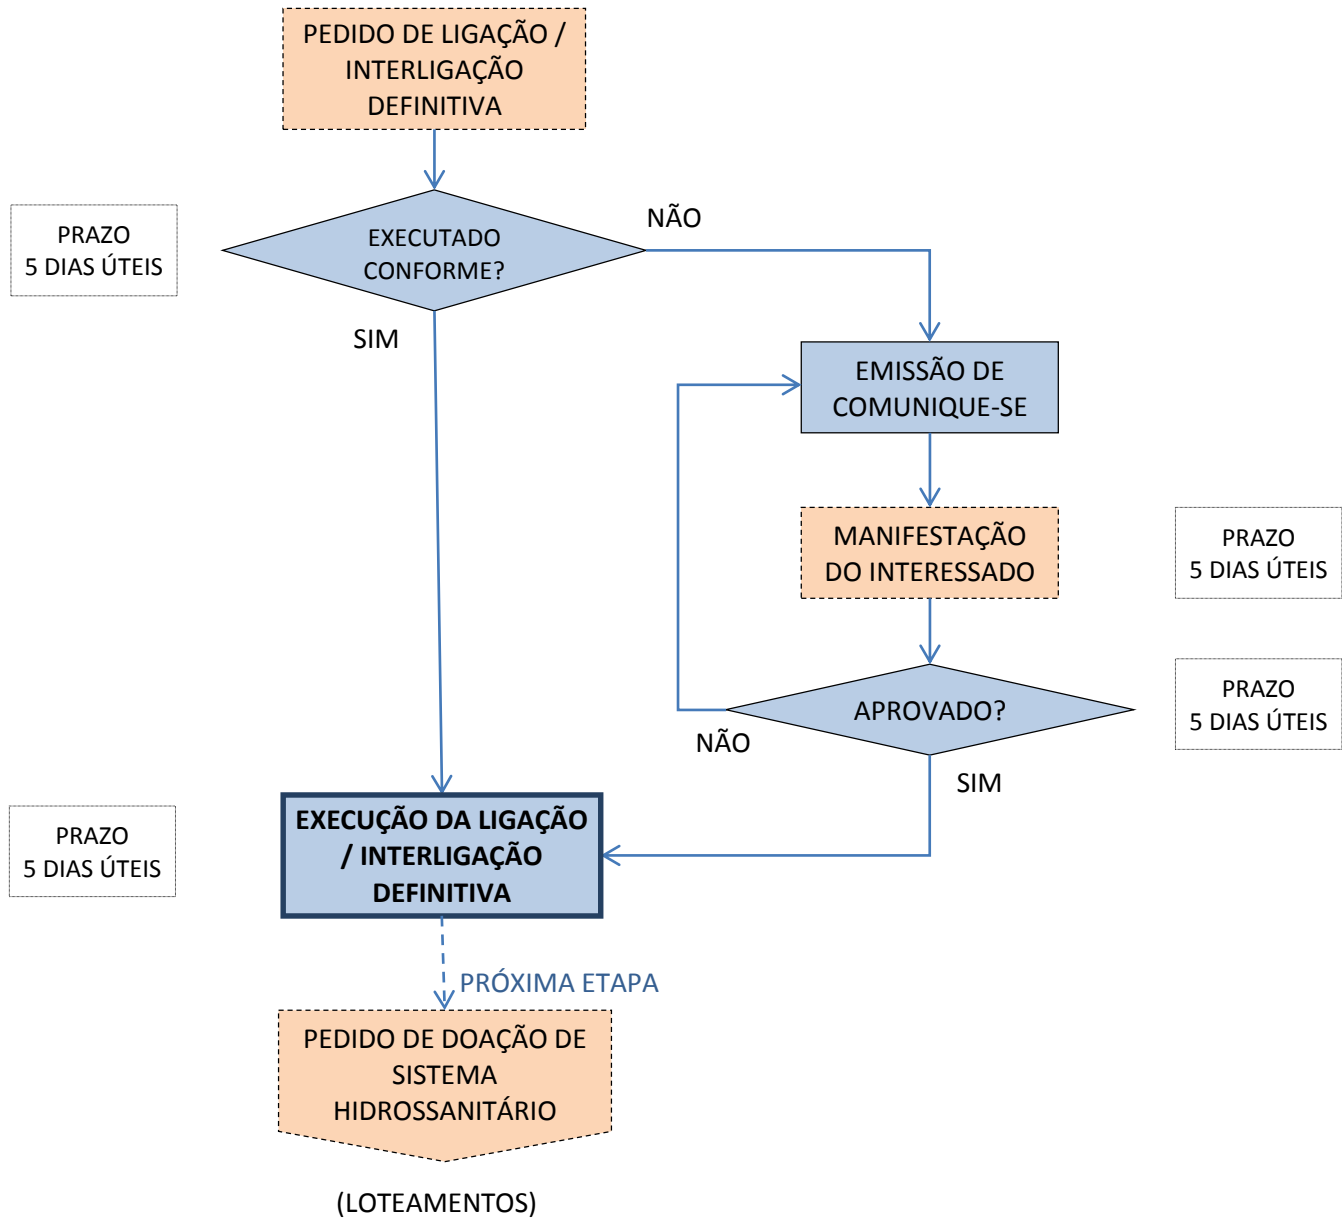 PEDIDO DE LIGAÇÃO /
INTERLIGAÇÃO
DEFINITIVA
PRAZO
5 DIAS ÚTEIS
EXECUTADO
CONFORME?
NÃO
SIM
EMISSÃO DE
COMUNIQUE-SE
MANIFESTAÇÃO
DO INTERESSADO
PRAZO
5 DIAS ÚTEIS
APROVADO?
PRAZO
5 DIAS ÚTEIS
NÃO
SIM
PRAZO
5 DIAS ÚTEIS
EXECUÇÃO DA LIGAÇÃO
/ INTERLIGAÇÃO
DEFINITIVA
PRÓXIMA ETAPA
PEDIDO DE DOAÇÃO DE
SISTEMA
HIDROSSANITÁRIO
(LOTEAMENTOS)